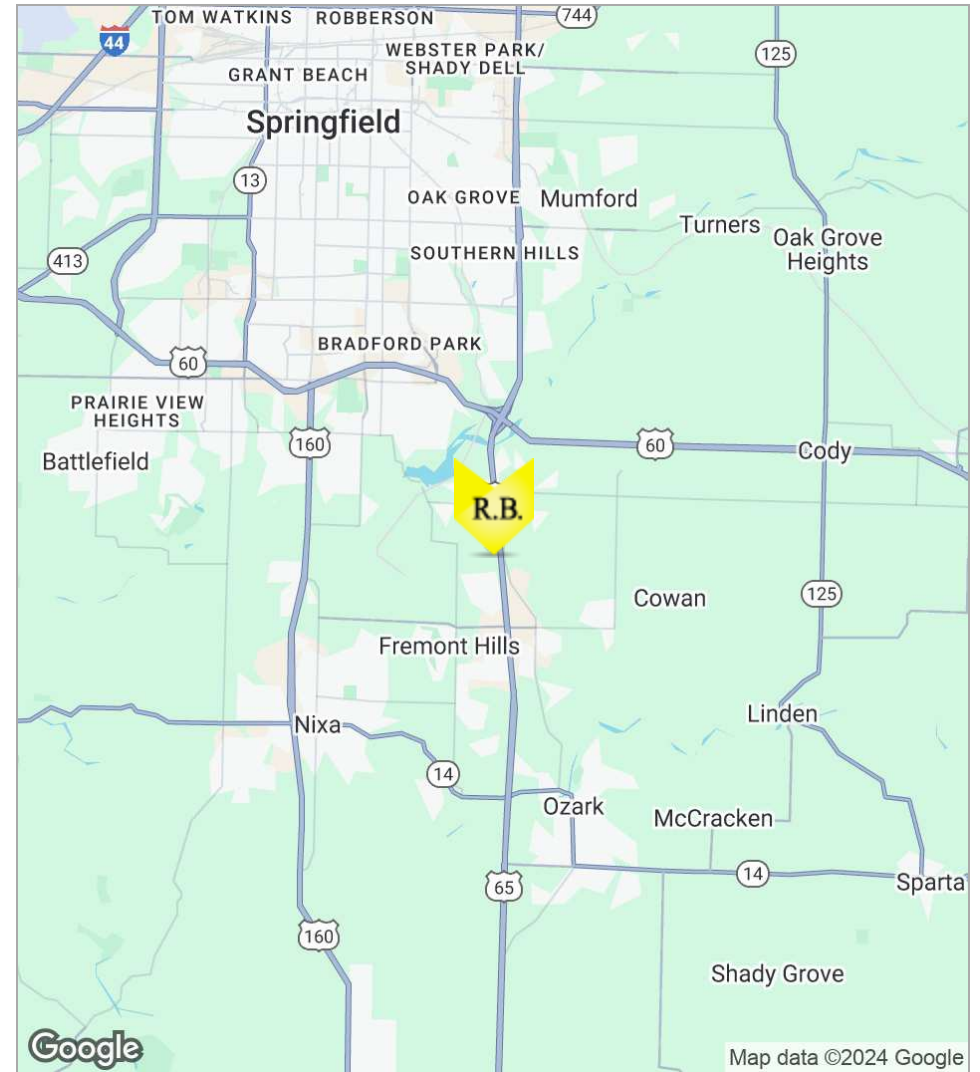 TOM WATKINS
ROBBERSON
744
44
WEBSTER PARK/
SHADY DELL
125
GRANT BEACH
Springfield
13
OAK GROVE
Mumford
Turners
Oak Grove
Heights
413
SOUTHERN HILLS
BRADFORD PARK
60
PRAIRIE VIEW
HEIGHTS
160
60
Cody
Battlefield
R.B.
125
Cowan
Fremont Hills
Linden
Nixa
14
Ozark
McCracken
14
Sparta
65
160
Shady Grove
Google
Map data ©2024 Google